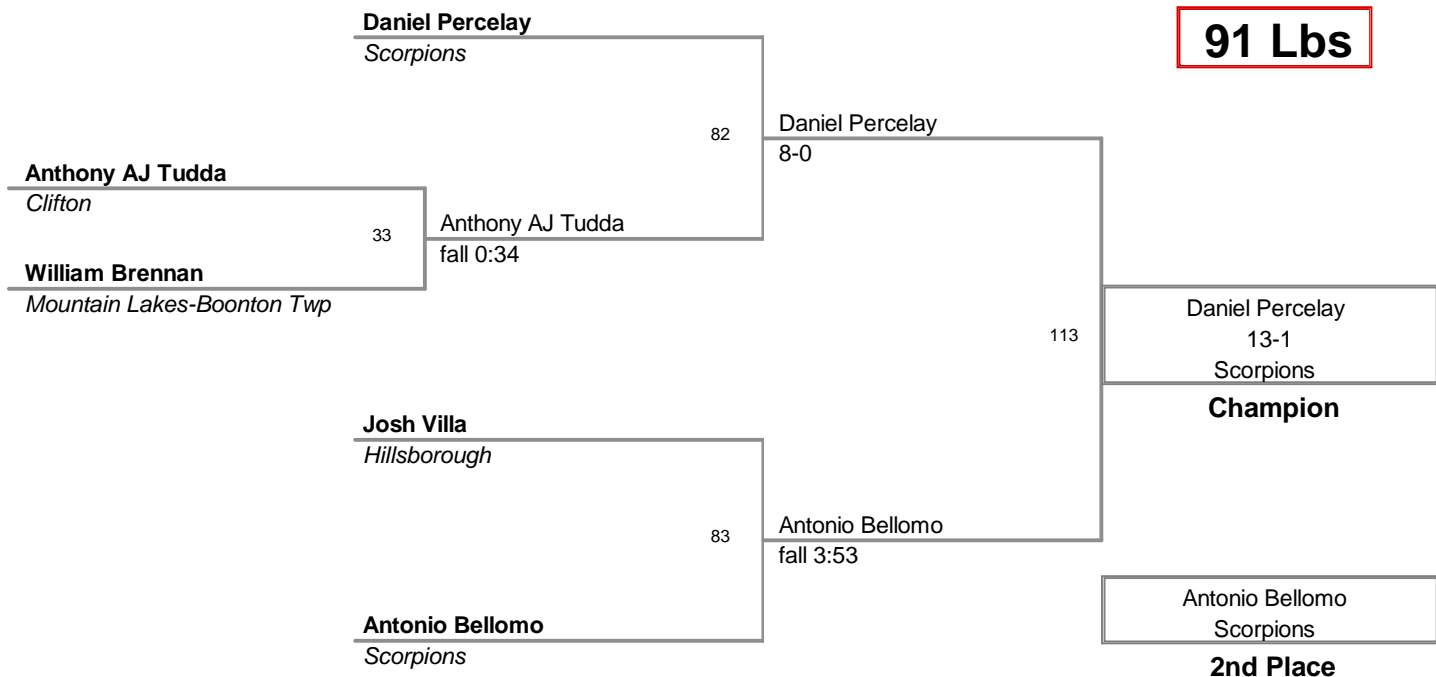 Daniel Percelay
Scorpions
91 Lbs
82
Daniel Percelay
8-0
Anthony AJ Tudda
Clifton
33
Anthony AJ Tudda
fall 0:34
William Brennan
Mountain Lakes-Boonton Twp
113
Daniel Percelay
13-1
Scorpions
Champion
Josh Villa
Hillsborough
83
Antonio Bellomo
fall 3:53
Antonio Bellomo
Scorpions
Antonio Bellomo
Scorpions
2nd Place